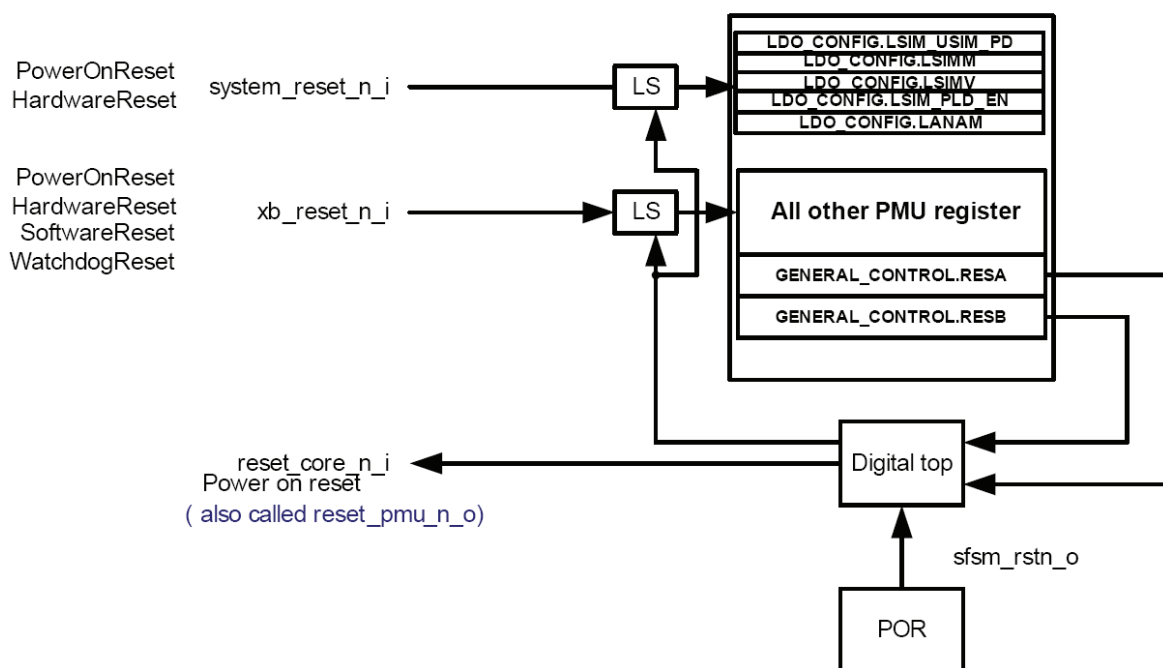 LDO_CONFIG.LSIM_USIM_PD
LDO_CONFIG.LSIMM
LDO_CONFIG.LSIMV
LDO_CONFIG.LSIM_PLD_EN
LDO_CONFIG.LANAM
PowerOnReset
HardwareReset
system_reset_n_i
LS
PowerOnReset
HardwareReset
SoftwareReset
WatchdogReset
xb_reset_n_i
LS
All other PMU register
GENERAL_CONTROL.RESA
GENERAL_CONTROL.RESB
reset_core_n_i
Power on reset
( also called reset_pmu_n_o)
Digital top
sfsm_rstn_o
POR